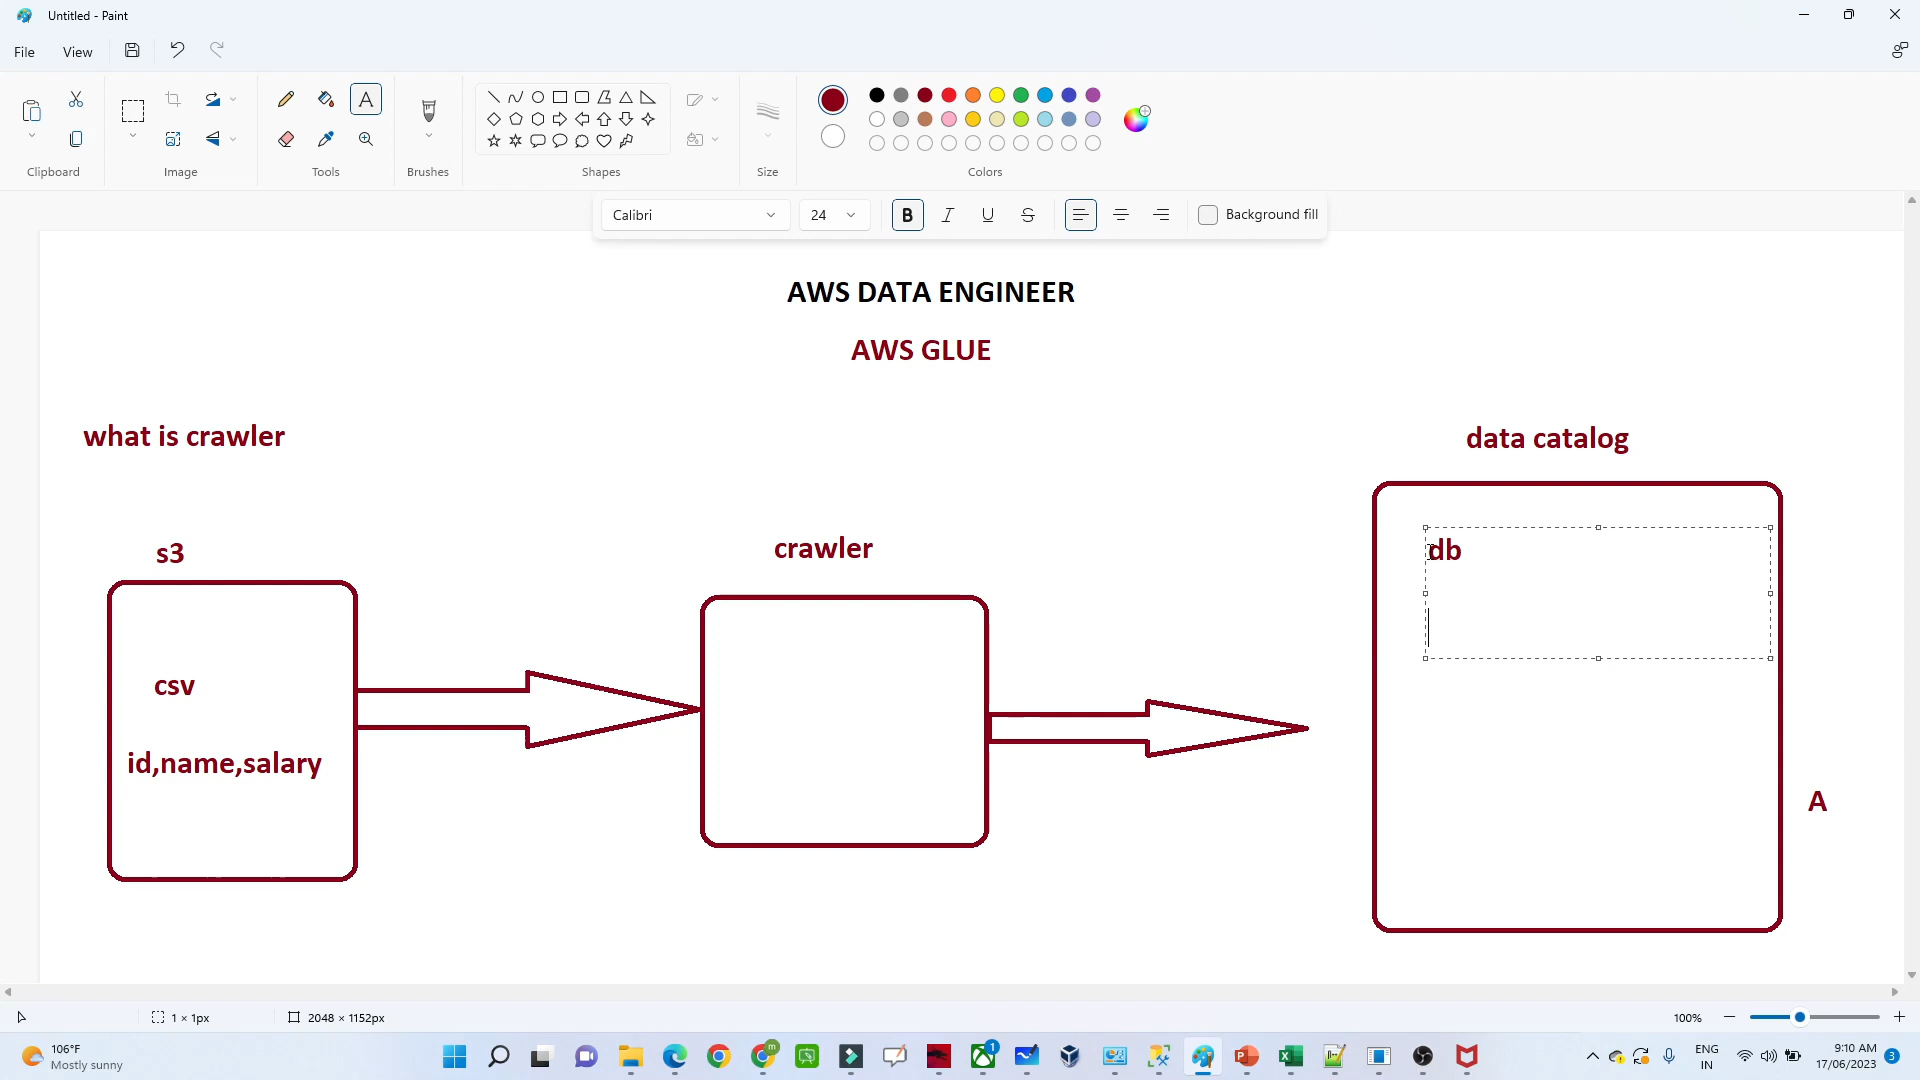 Untitled - Paint
File
View
Clipboard
Image
Tools
Brushes
Shapes
Size
Colors
Calibri
24
B
Background fill
AWS DATA ENGINEER
AWS GLUE
what is crawler
data catalog
s3
crawler
db
csv
id,name,salary
A
1 × 1px
2048 × 1152px
100%
106°F
Mostly sunny
m
1
ENG
IN
9:10 AM
17/06/2023
3